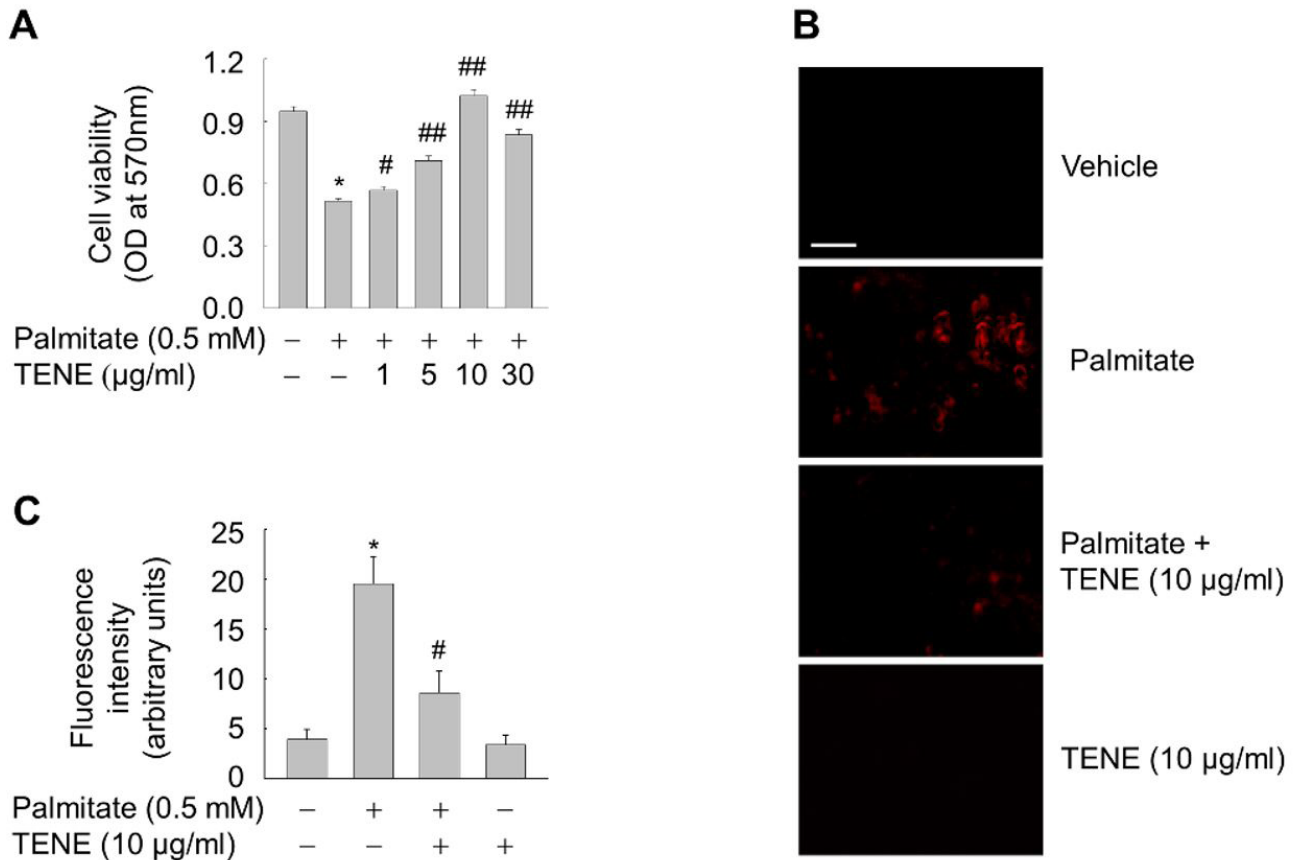 A
Cell viability
(OD at 570nm)
1.2
0.9
0.6
0.3
0.0
* # ## ## ##
Palmitate (0.5 mM) – + + + + +
TENE (µg/ml) – – 1 5 10 30
B
Vehicle
Palmitate
Palmitate +
TENE (10 µg/ml)
TENE (10 µg/ml)
C
Fluorescence
intensity
(arbitrary units)
25
20
15
10
5
0
* #
Palmitate (0.5 mM) – + + –
TENE (10 µg/ml) – – + +